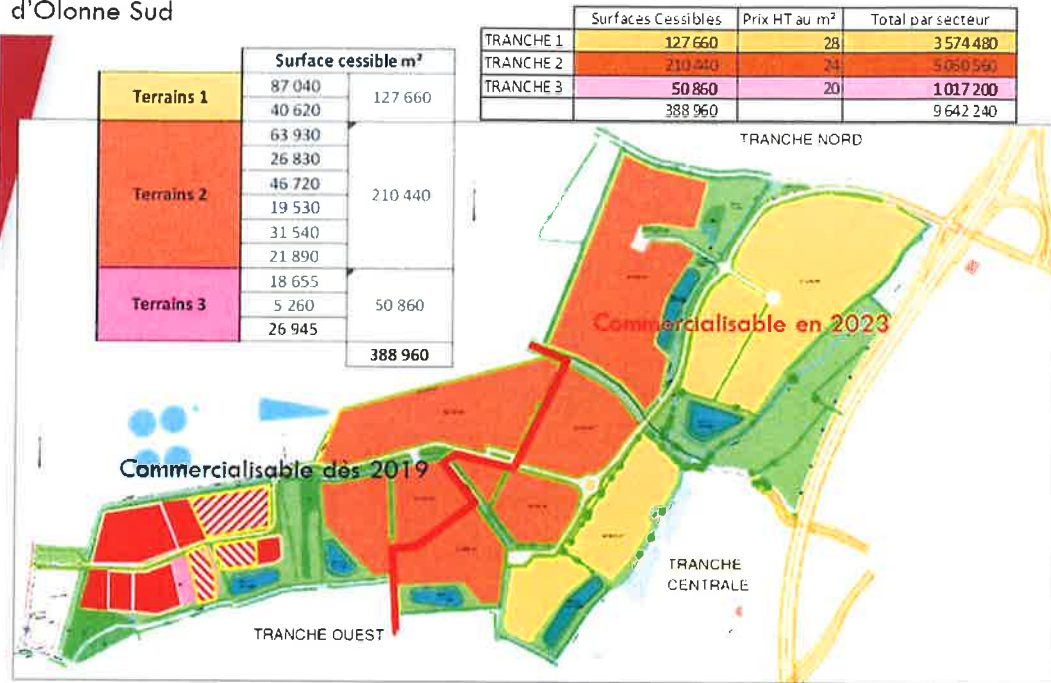 d'Olonne Sud
Surfaces Cessibles Prix HT au m² Total par secteur
TRANCHE 1 127 660 28 3 574 480
TRANCHE 2 210 440 24 5 050 560
TRANCHE 3 50 860 20 1 017 200
388 960 9 642 240
Surface cessible m²
Terrains 1
87 040
40 620
127 660
Terrains 2
63 930
26 830
46 720
19 530
31 540
21 890
210 440
Terrains 3
18 655
5 260
26 945
50 860
388 960
TRANCHE NORD
Commercialisable en 2023
Commercialisable dès 2019
TRANCHE
CENTRALE
TRANCHE OUEST